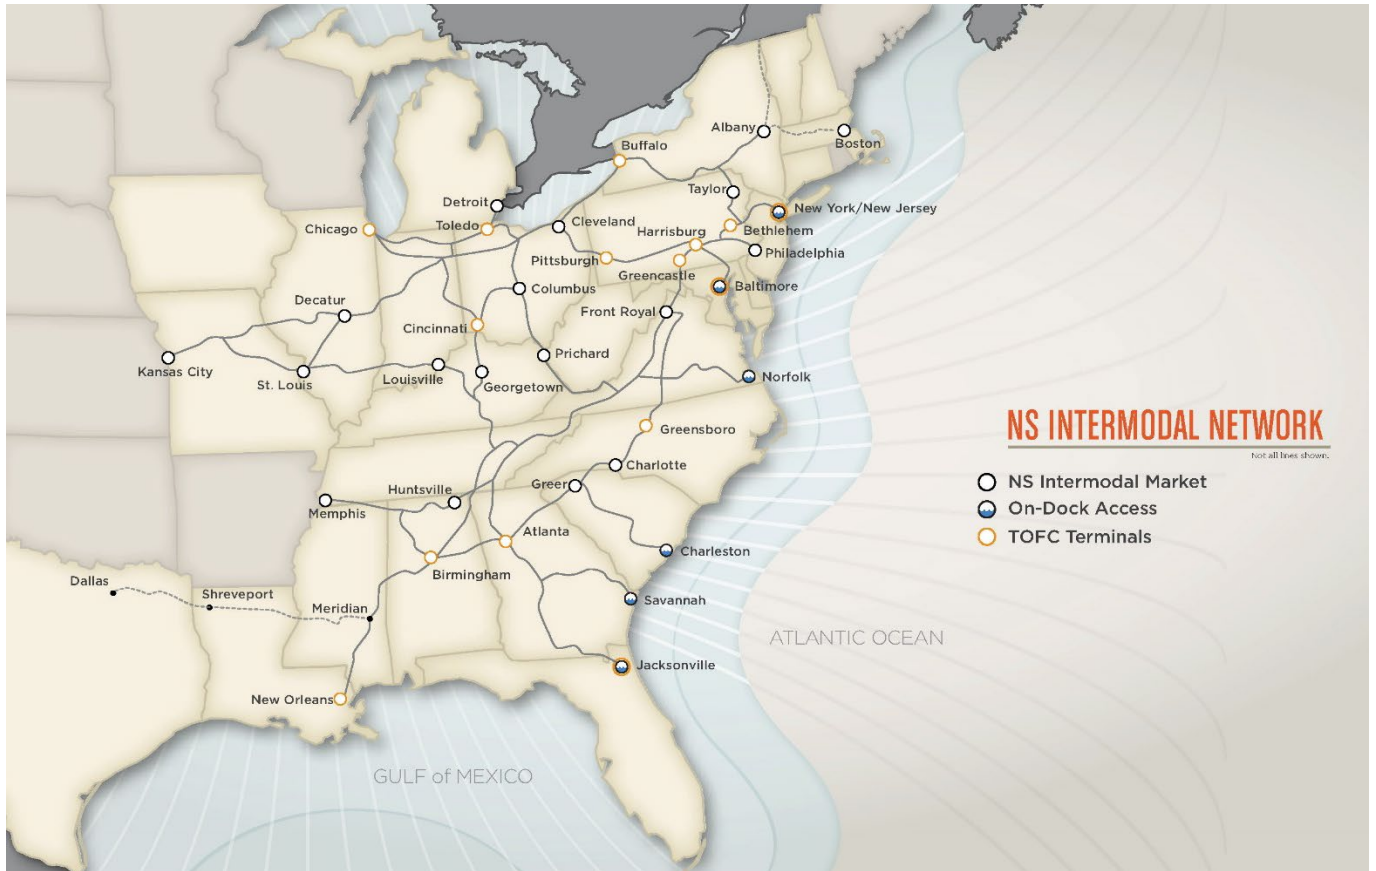 Albany
Boston
Buffalo
Taylor
Detroit
New York/New Jersey
Cleveland
Toledo
Chicago
Harrisburg
Bethlehem
Philadelphia
Pittsburgh
Greencastle
Baltimore
Columbus
Decatur
Front Royal
Cincinnati
Prichard
Kansas City
St. Louis
Louisville
Georgetown
Norfolk
Greensboro
Charlotte
Greer
Huntsville
Memphis
Atlanta
Charleston
Birmingham
Dallas
Shreveport
Meridian
Savannah
Jacksonville
New Orleans
ATLANTIC OCEAN
GULF of MEXICO
NS INTERMODAL NETWORK
Not all lines shown.
NS Intermodal Market
On-Dock Access
TOFC Terminals